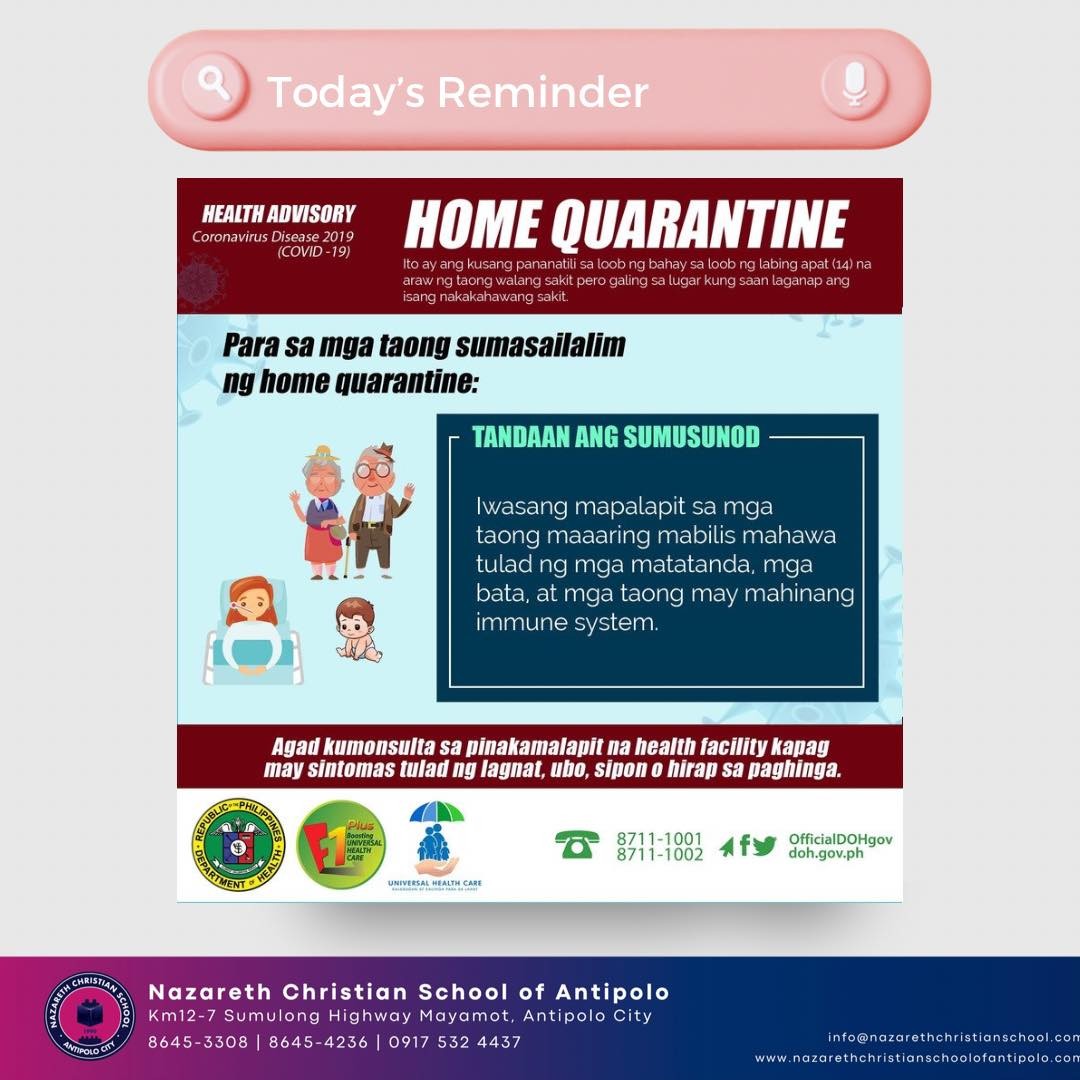 Today's Reminder
HEALTH ADVISORY
Coronavirus Disease 2019
(COVID -19)
HOME QUARANTINE
Ito ay ang kusang pananatili sa loob ng bahay sa loob ng labing apat (14) na
araw ng taong walang sakit pero galing sa lugar kung saan laganap ang
isang nakakahawang sakit.
Para sa mga taong sumasailalim
ng home quarantine:
TANDAAN ANG SUMUSUNOD
Iwasang mapalapit sa mga
taong maaaring mabilis mahawa
tulad ng mga matatanda, mga
bata, at mga taong may mahinang
immune system.
Agad kumonsulta sa pinakamalapit na health facility kapag
may sintomas tulad ng lagnat, ubo, sipon o hirap sa paghinga.
REPUBLIC OF THE PHILIPPINES
DEPARTMENT OF HEALTH
F1
Plus
Boosting
UNIVERSAL
HEALTH
CARE
UNIVERSAL HEALTH CARE
8711-1001
8711-1002
OfficialDOHgov
doh.gov.ph
NAZARETH CHRISTIAN SCHOOL
1990
ANTIPOLO CITY
Nazareth Christian School of Antipolo
Km12-7 Sumulong Highway Mayamot, Antipolo City
8645-3308 | 8645-4236 | 0917 532 4437
info@nazarethchristianschool.com
www.nazarethchristianschoolofantipolo.com